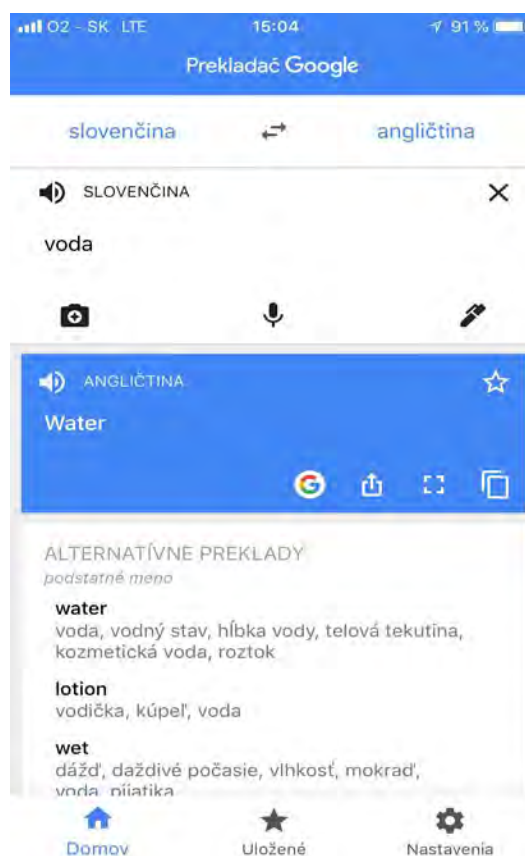 O2 - SK LTE 15:04 91 %
Prekladač Google
slovenčina angličtina
SLOVENČINA
voda
ANGLIČTINA
Water
ALTERNATÍVNE PREKLADY
podstatné meno
water
voda, vodný stav, hĺbka vody, telová tekutina,
kozmetická voda, roztok
lotion
vodička, kúpeľ, voda
wet
dážď, daždivé počasie, vlhkosť, mokraď,
voda, pijatika
Domov Uložené Nastavenia